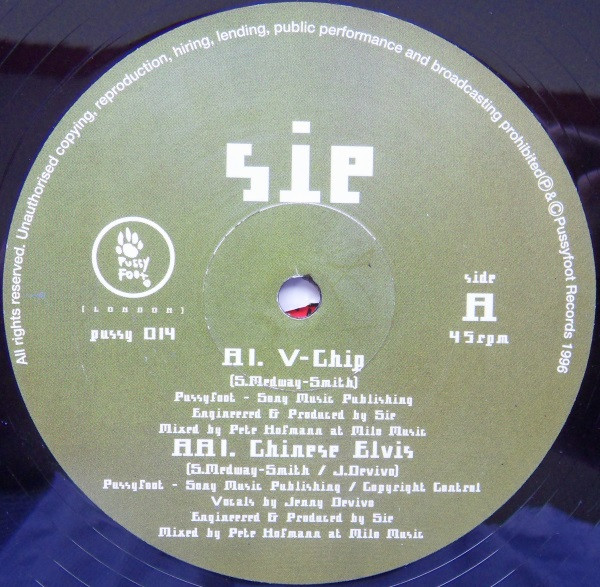 All rights reserved. Unauthorised copying, reproduction, hiring, lending, public performance and broadcasting prohibited Ⓟ & © Pussyfoot Records 1996
sie
Pussy
Foot
[LONDON]
pussy 014
side
A
45rpm
A1. V-Chip
(S.Medway-Smith)
Pussyfoot - Sony Music Publishing
Engineered & Produced by Sie
Mixed by Pete Hofmann at Milo Music
AA1. Chinese Elvis
(S.Medway-Smith / J.Devivo)
Pussyfoot - Sony Music Publishing / Copyright Control
Vocals by Jenny Devivo
Engineered & Produced by Sie
Mixed by Pete Hofmann at Milo Music